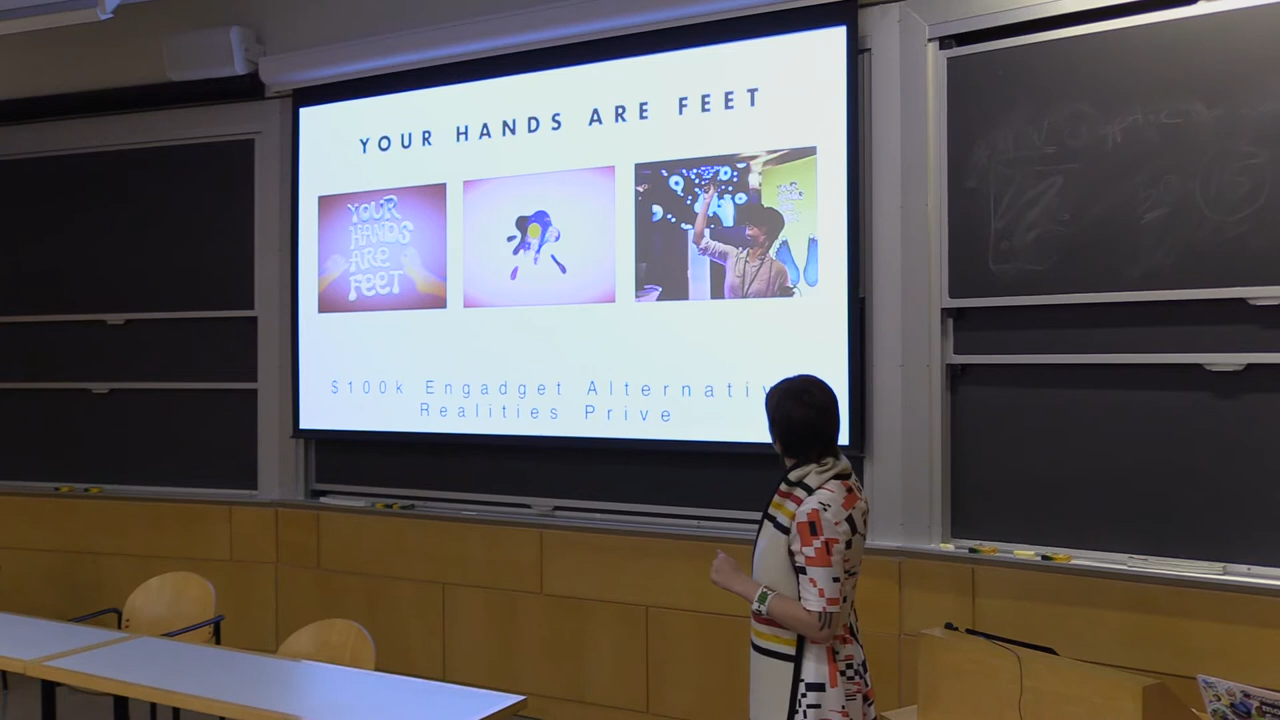 YOUR HANDS ARE FEET
YOUR
HANDS
ARE
FEET
$100k Engadget Alternativ
Realities Prive